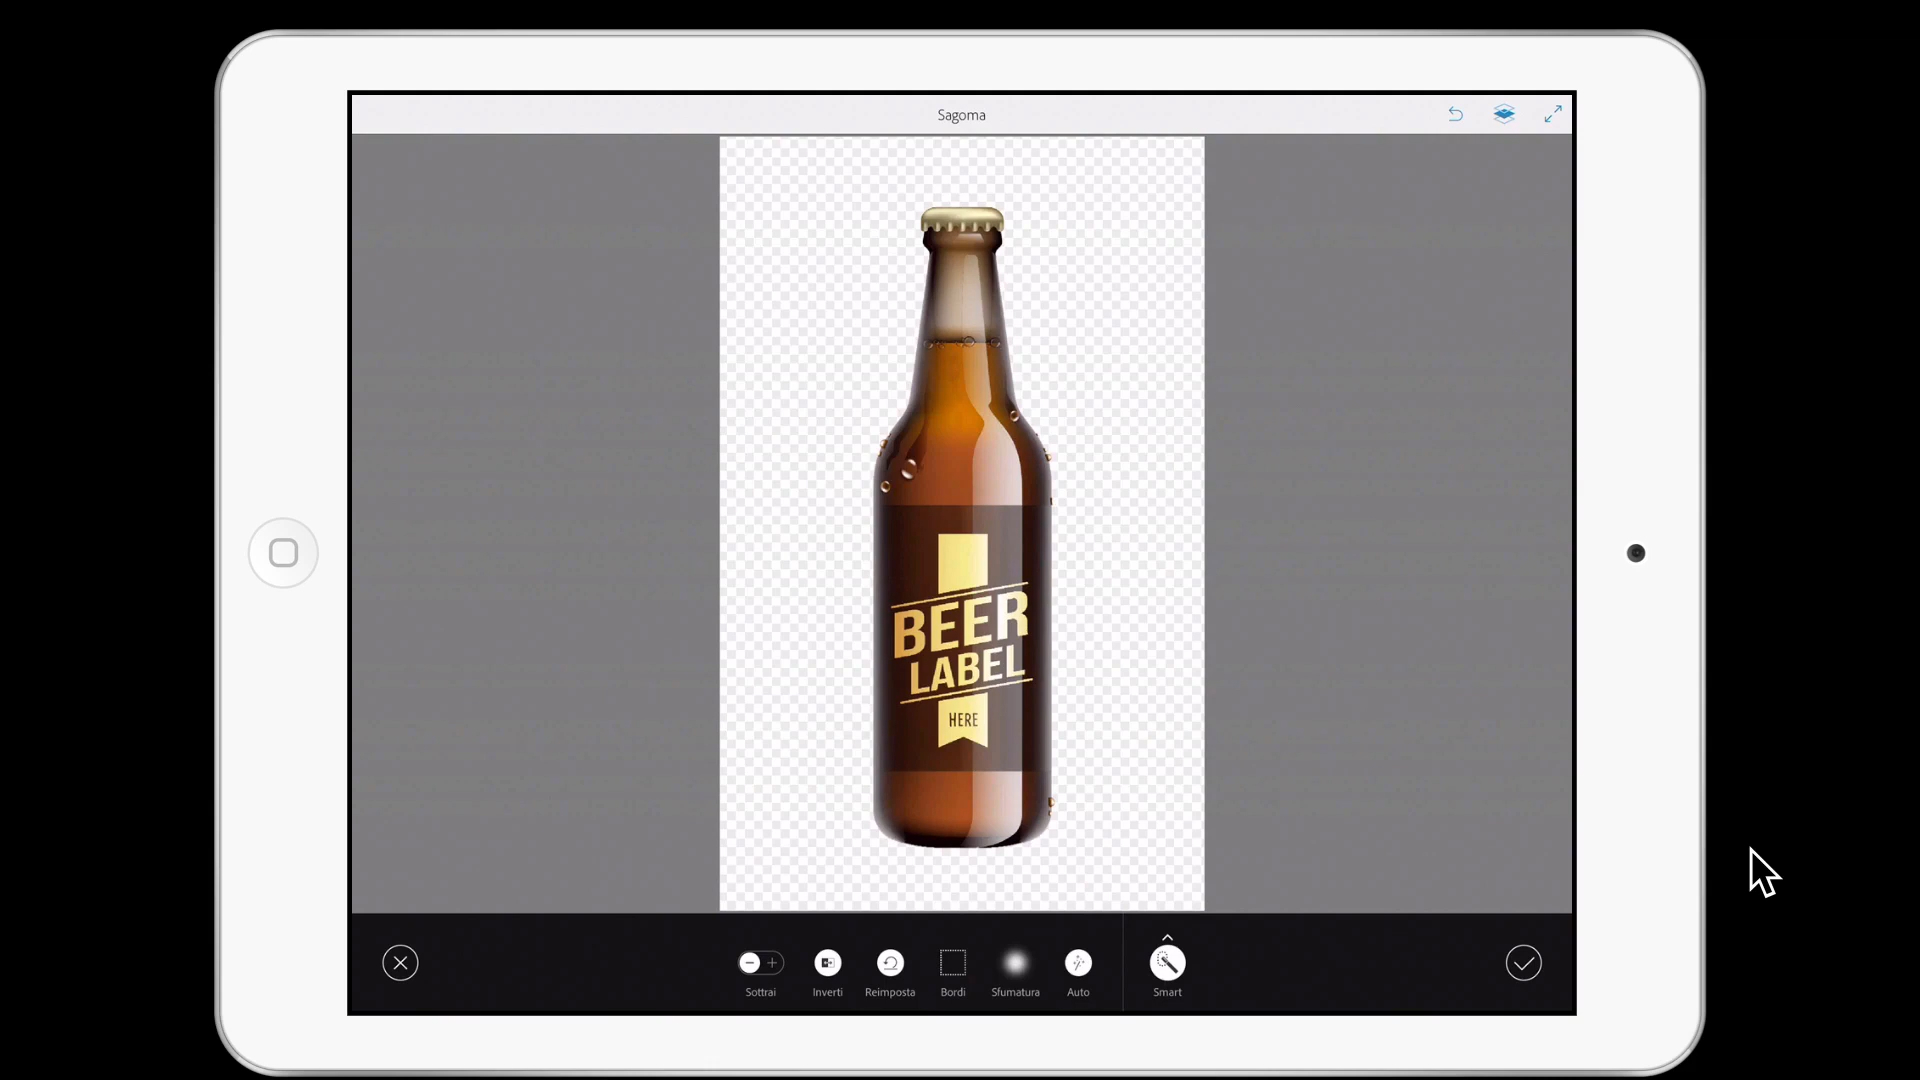 Sagoma
BEER
LABEL
HERE
Sottrai
Inverti
Reimposta
Bordi
Sfumatura
Auto
Smart